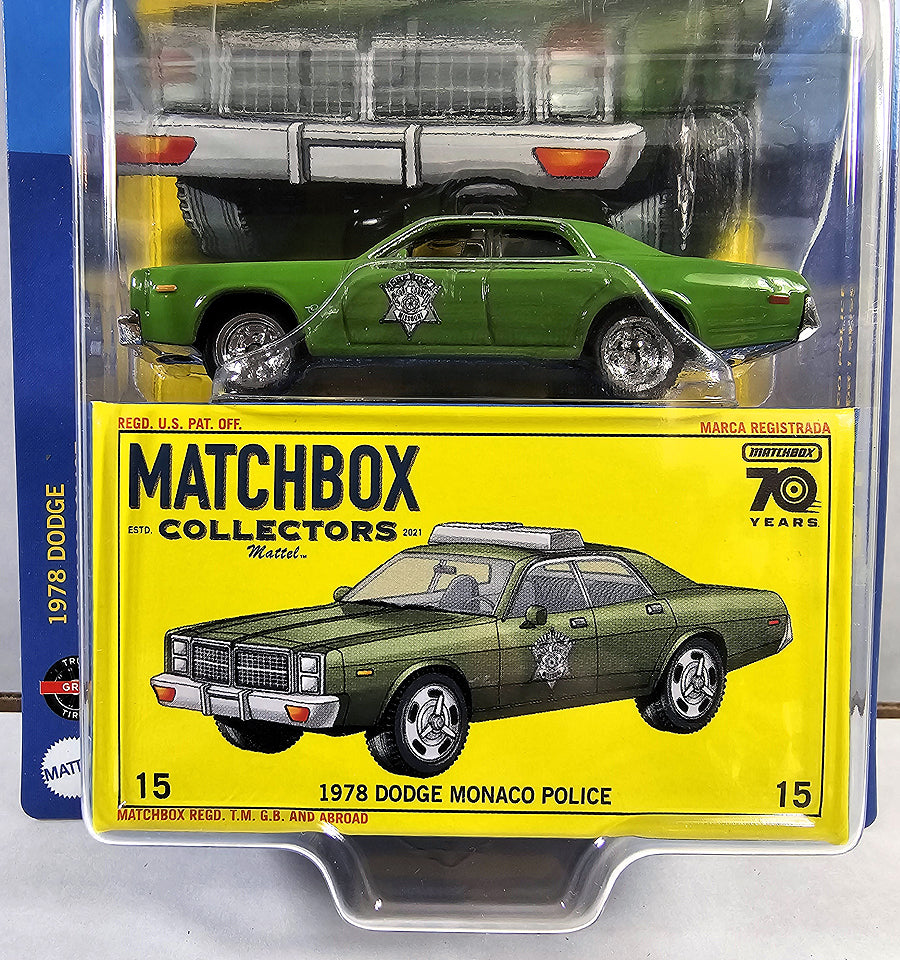 REGD. U.S. PAT. OFF.
MARCA REGISTRADA
MATCHBOX
ESTD. COLLECTORS 2021
Mattel™
MATCHBOX
70
YEARS
1978 DODGE
15
1978 DODGE MONACO POLICE
15
MATCHBOX REGD. T.M. G.B. AND ABROAD